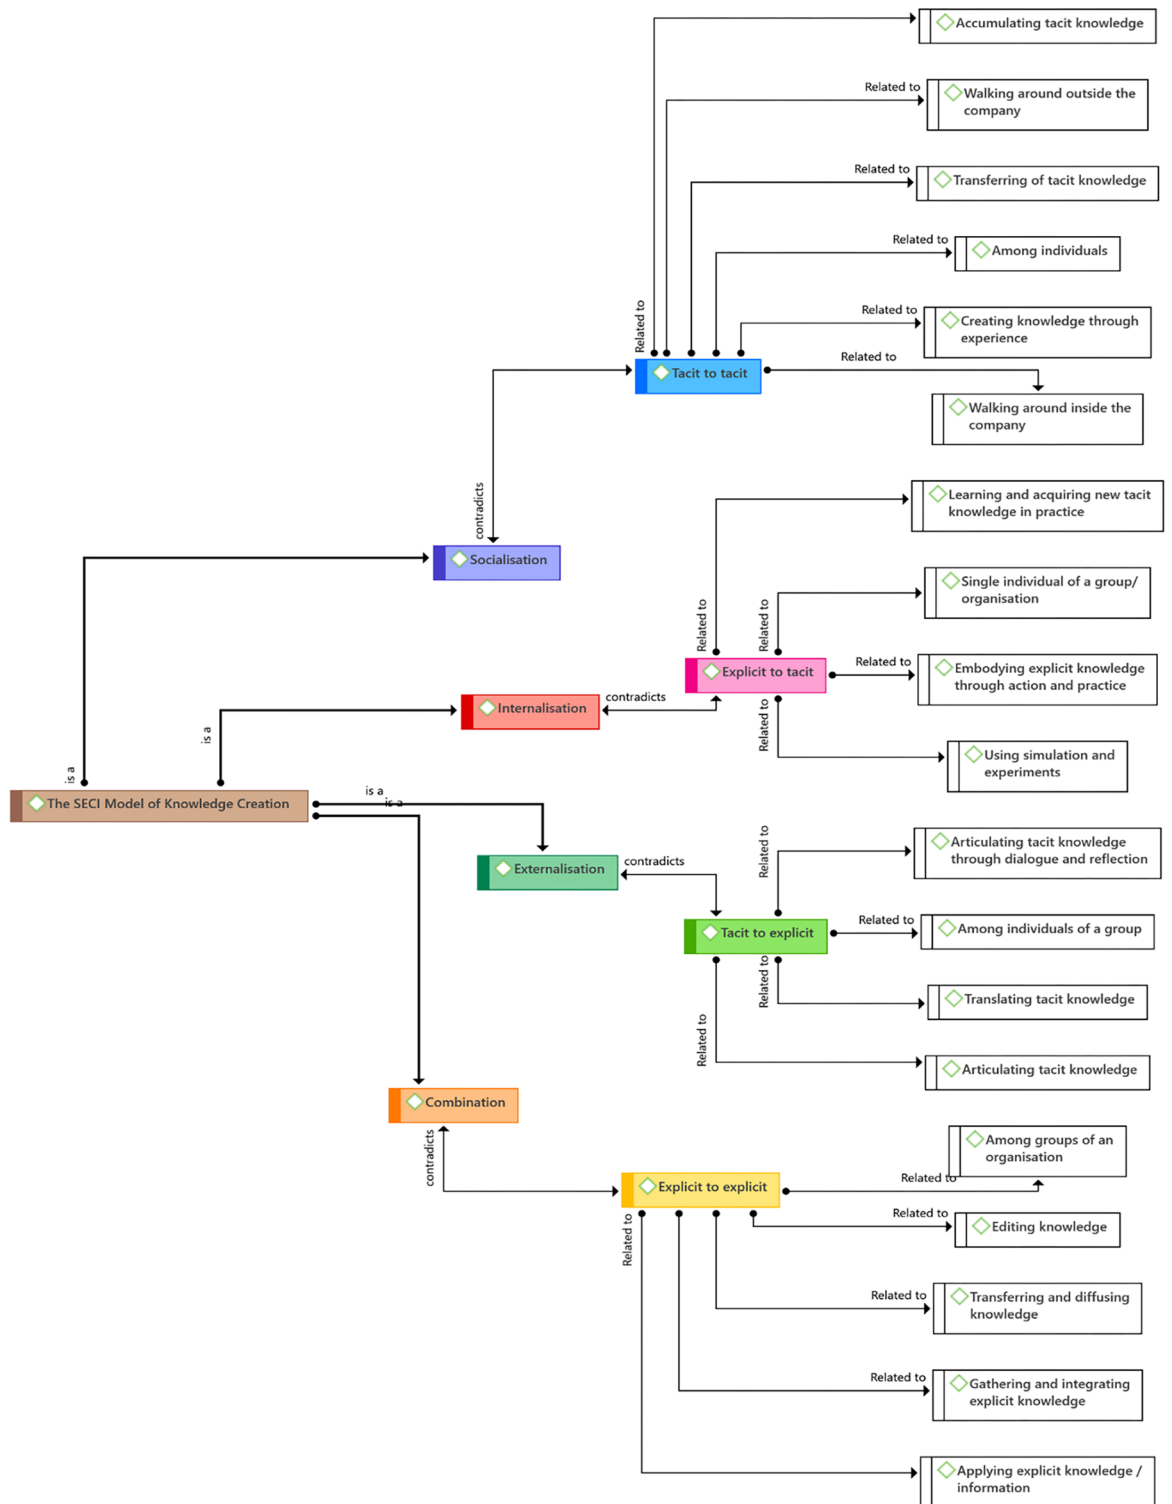 Accumulating tacit knowledge
Related to
Walking around outside the
company
Related to
Transferring of tacit knowledge
Related to
Among individuals
Related to
Creating knowledge through
experience
Related to
Tacit to tacit
Related to
Walking around inside the
company
contradicts
Socialisation
Learning and acquiring new tacit
knowledge in practice
Related to
Single individual of a group/
organisation
Related to
Explicit to tacit
Related to
Embodying explicit knowledge
through action and practice
Internalisation
contradicts
Related to
Using simulation and
experiments
is a
is a
The SECI Model of Knowledge Creation
is a
is a
Articulating tacit knowledge
through dialogue and reflection
Related to
Externalisation
contradicts
Tacit to explicit
Related to
Among individuals of a group
Related to
Translating tacit knowledge
Related to
Articulating tacit knowledge
Combination
contradicts
Among groups of an
organisation
Related to
Explicit to explicit
Related to
Editing knowledge
Related to
Related to
Transferring and diffusing
knowledge
Related to
Gathering and integrating
explicit knowledge
Applying explicit knowledge /
information